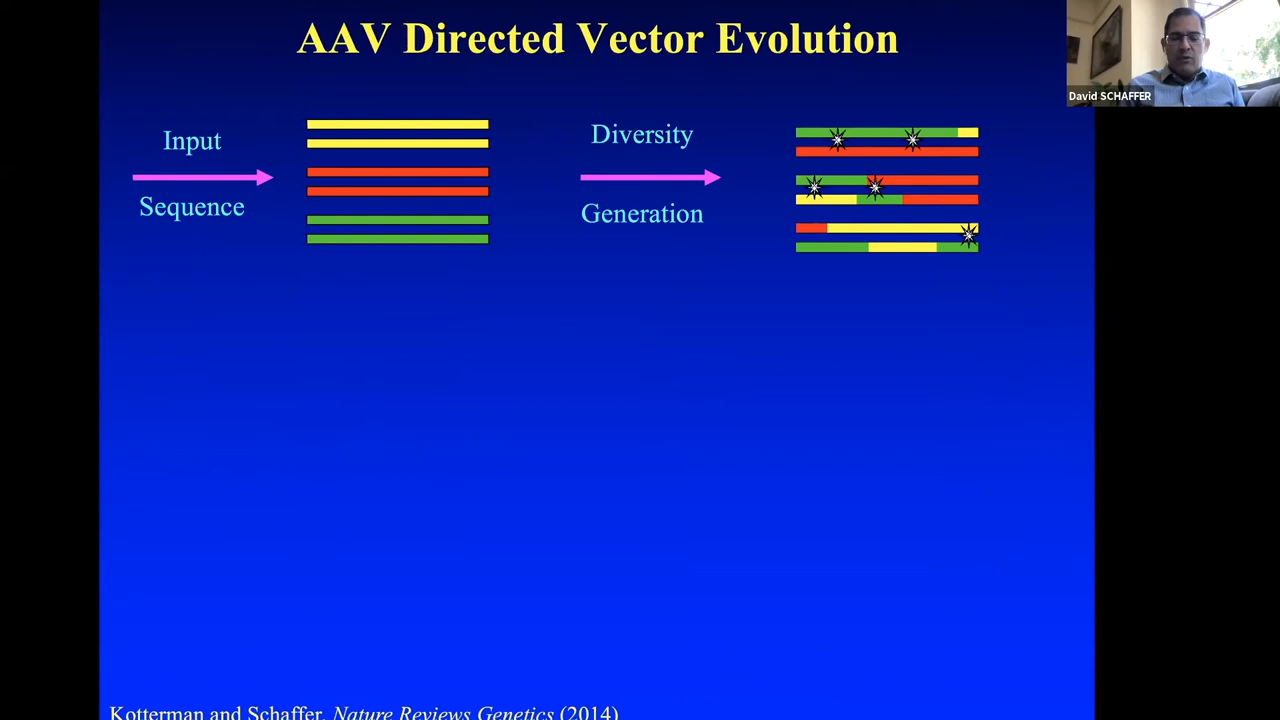 AAV Directed Vector Evolution
David SCHAFFER
Input
Sequence
Diversity
Generation
Kotterman and Schaffer, Nature Reviews Genetics (2014)